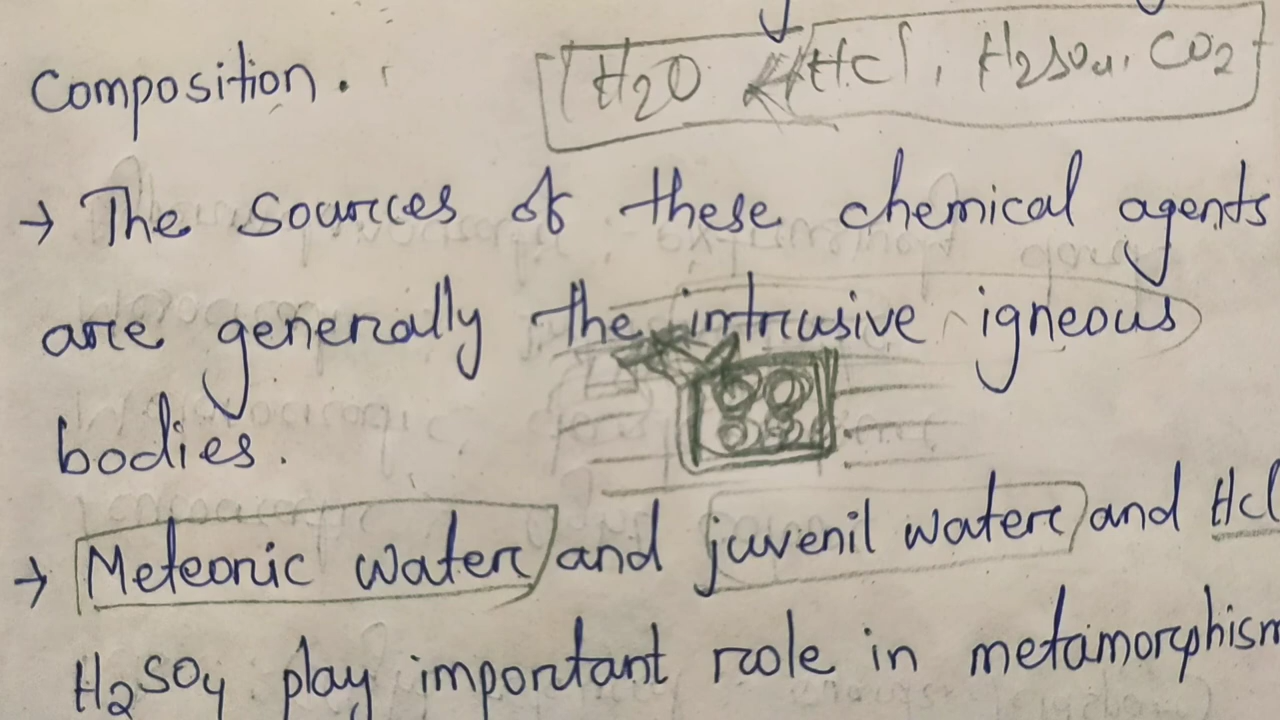 Composition.
H2O HCl, H2SO4, CO2
→ The sources of these chemical agents
are generally the intrusive igneous
bodies.
→ Meteoric water and juvenil water and Hcl
H2SO4 play important role in metamorphism